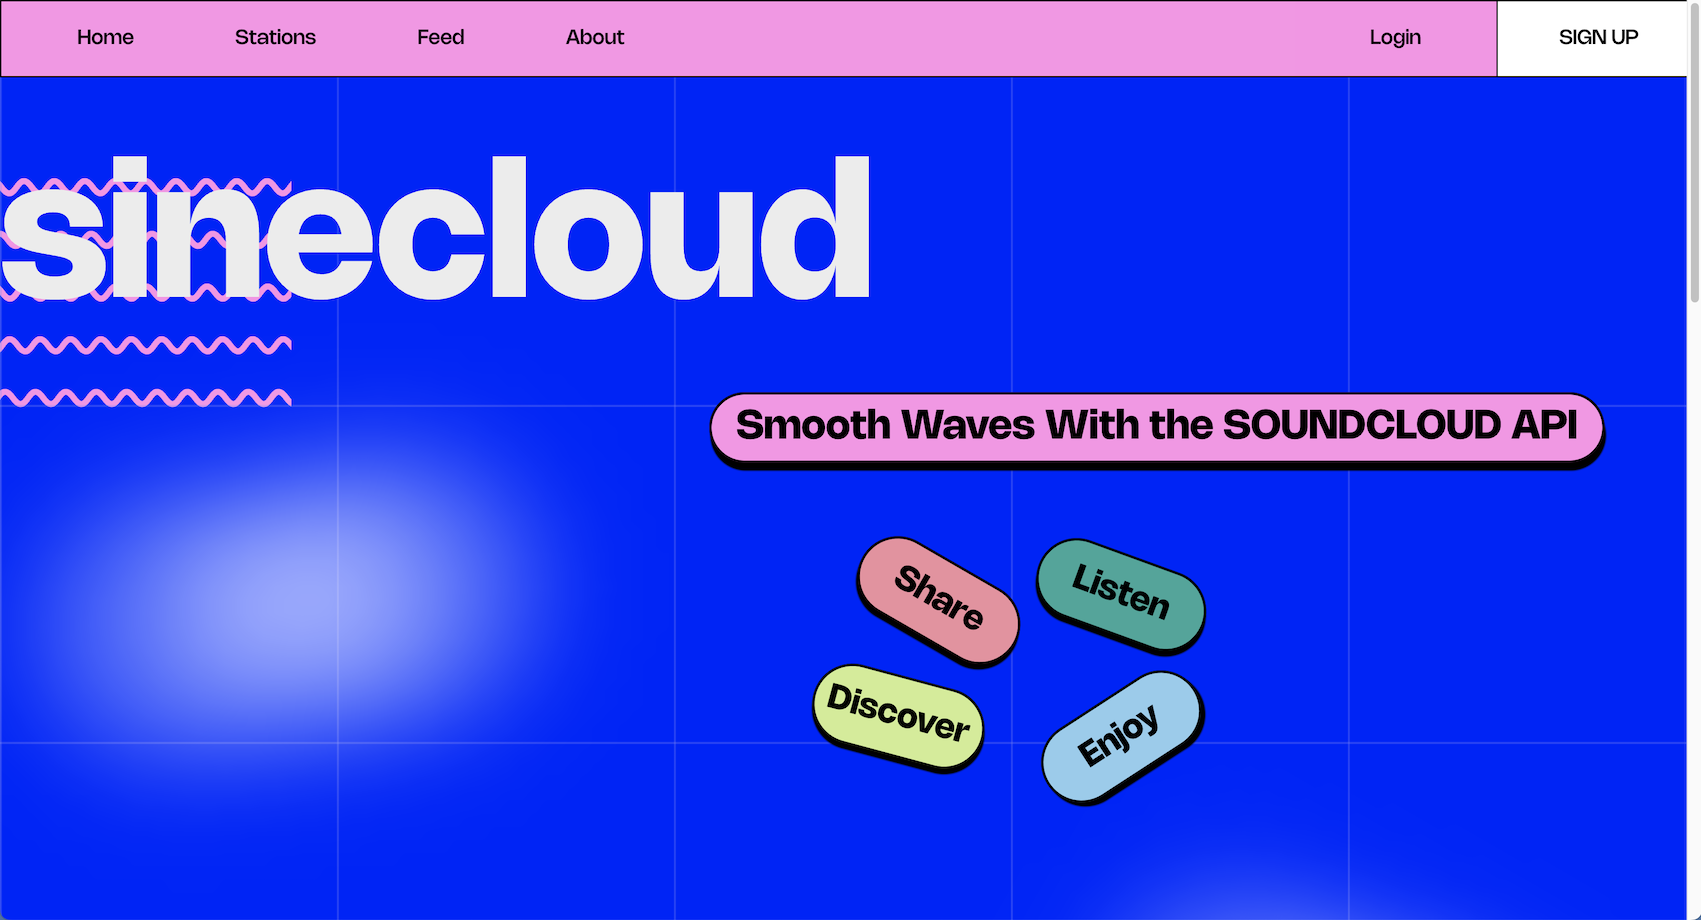 Home Stations Feed About Login SIGN UP
sinecloud
Smooth Waves With the SOUNDCLOUD API
Share
Listen
Discover
Enjoy